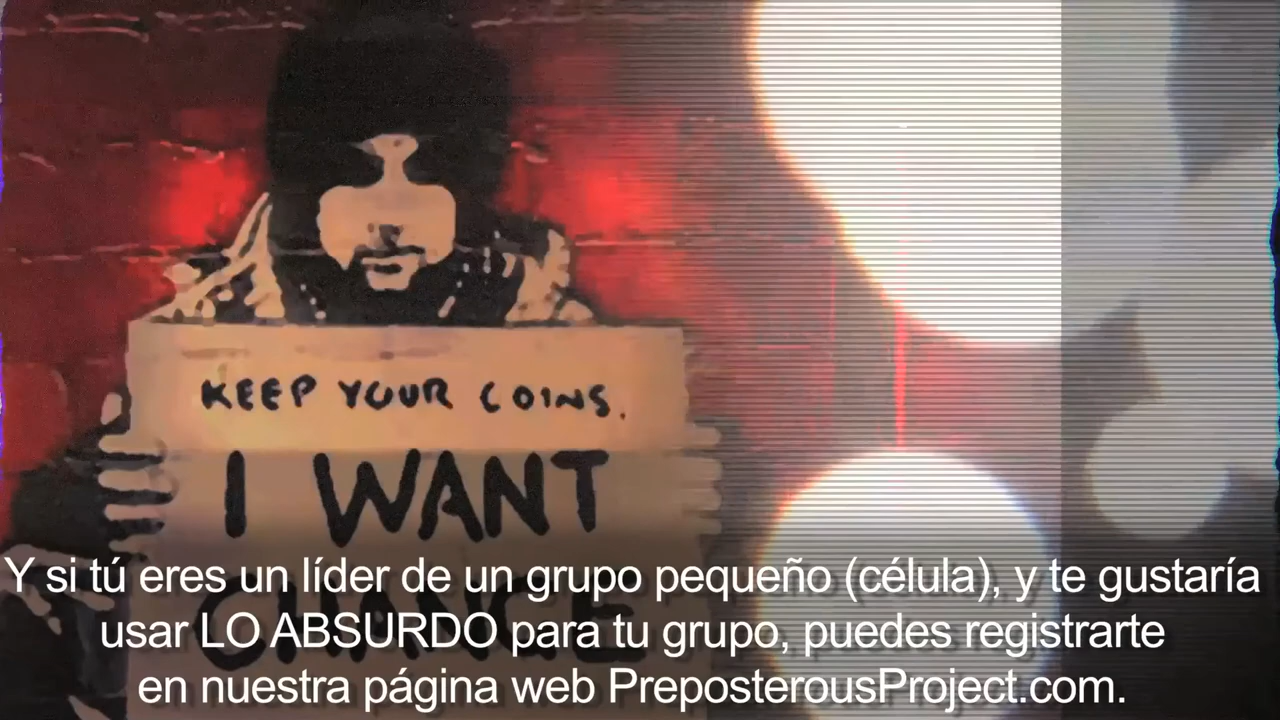 KEEP YOUR COINS.
I WANT
CHANGE
Y si tú eres un líder de un grupo pequeño (célula), y te gustaría
usar LO ABSURDO para tu grupo, puedes registrarte
en nuestra página web PreposterousProject.com.